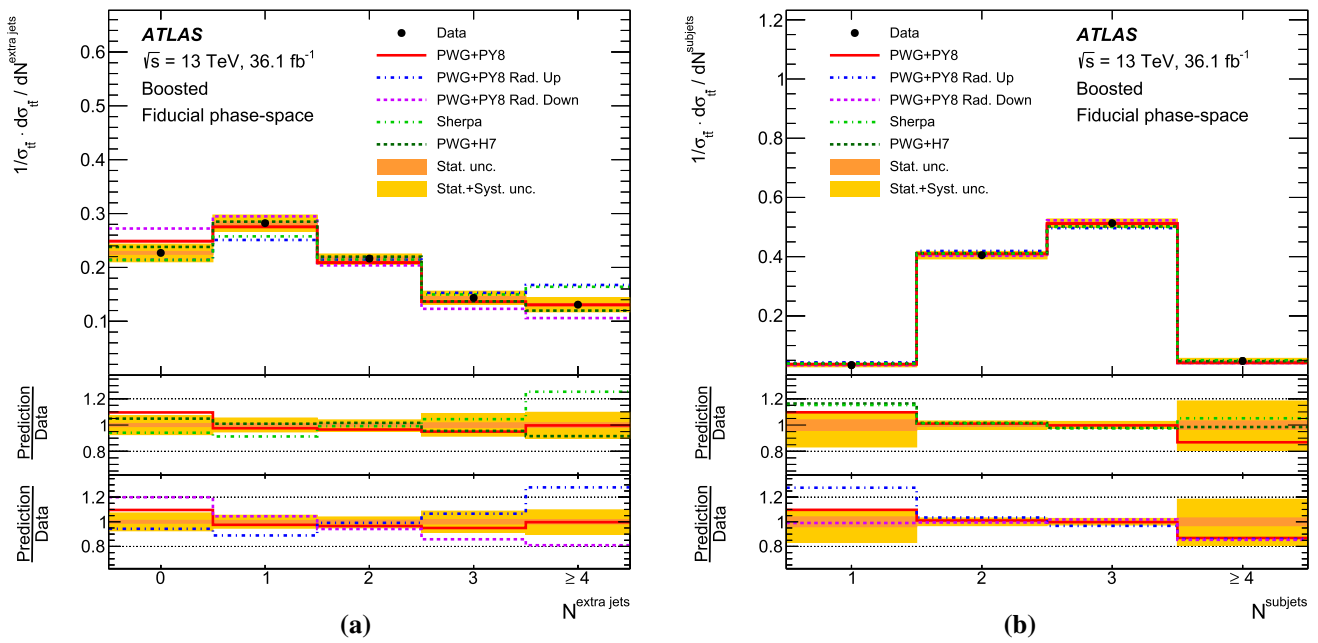 ATLAS
√s = 13 TeV, 36.1 fb⁻¹
Boosted
Fiducial phase-space
Data
PWG+PY8
PWG+PY8 Rad. Up
PWG+PY8 Rad. Down
Sherpa
PWG+H7
Stat. unc.
Stat.+Syst. unc.
1/σ_tt̄ · dσ_tt̄ / dN^extra jets
0.6
0.5
0.4
0.3
0.2
0.1
Prediction
Data
1.2
1
0.8
Prediction
Data
1.2
1
0.8
0 1 2 3 ≥ 4
N^extra jets
(a)
Data
PWG+PY8
PWG+PY8 Rad. Up
PWG+PY8 Rad. Down
Sherpa
PWG+H7
Stat. unc.
Stat.+Syst. unc.
ATLAS
√s = 13 TeV, 36.1 fb⁻¹
Boosted
Fiducial phase-space
1/σ_tt̄ · dσ_tt̄ / dN^subjets
1.2
1
0.8
0.6
0.4
0.2
Prediction
Data
1.2
1
0.8
Prediction
Data
1.2
1
0.8
1 2 3 ≥ 4
N^subjets
(b)